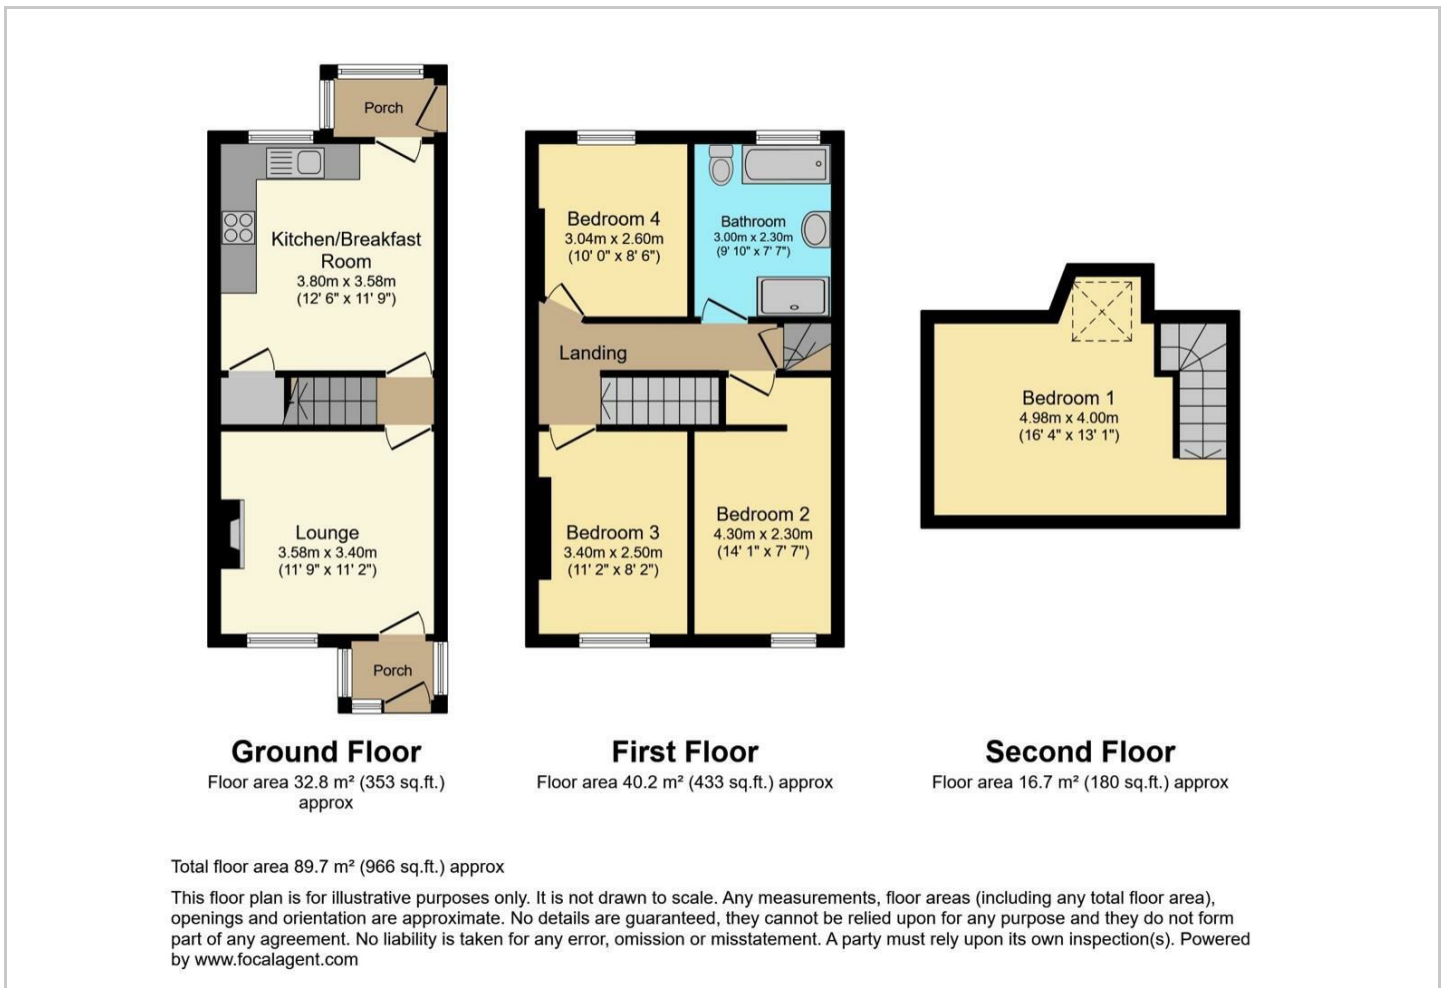 Porch
Kitchen/Breakfast
Room
3.80m x 3.58m
(12' 6" x 11' 9")
Lounge
3.58m x 3.40m
(11' 9" x 11' 2")
Porch
Ground Floor
Floor area 32.8 m² (353 sq.ft.)
approx
Bedroom 4
3.04m x 2.60m
(10' 0" x 8' 6")
Bathroom
3.00m x 2.30m
(9' 10" x 7' 7")
Landing
Bedroom 3
3.40m x 2.50m
(11' 2" x 8' 2")
Bedroom 2
4.30m x 2.30m
(14' 1" x 7' 7")
First Floor
Floor area 40.2 m² (433 sq.ft.) approx
Bedroom 1
4.98m x 4.00m
(16' 4" x 13' 1")
Second Floor
Floor area 16.7 m² (180 sq.ft.) approx
Total floor area 89.7 m² (966 sq.ft.) approx
This floor plan is for illustrative purposes only. It is not drawn to scale. Any measurements, floor areas (including any total floor area),
openings and orientation are approximate. No details are guaranteed, they cannot be relied upon for any purpose and they do not form
part of any agreement. No liability is taken for any error, omission or misstatement. A party must rely upon its own inspection(s). Powered
by www.focalagent.com